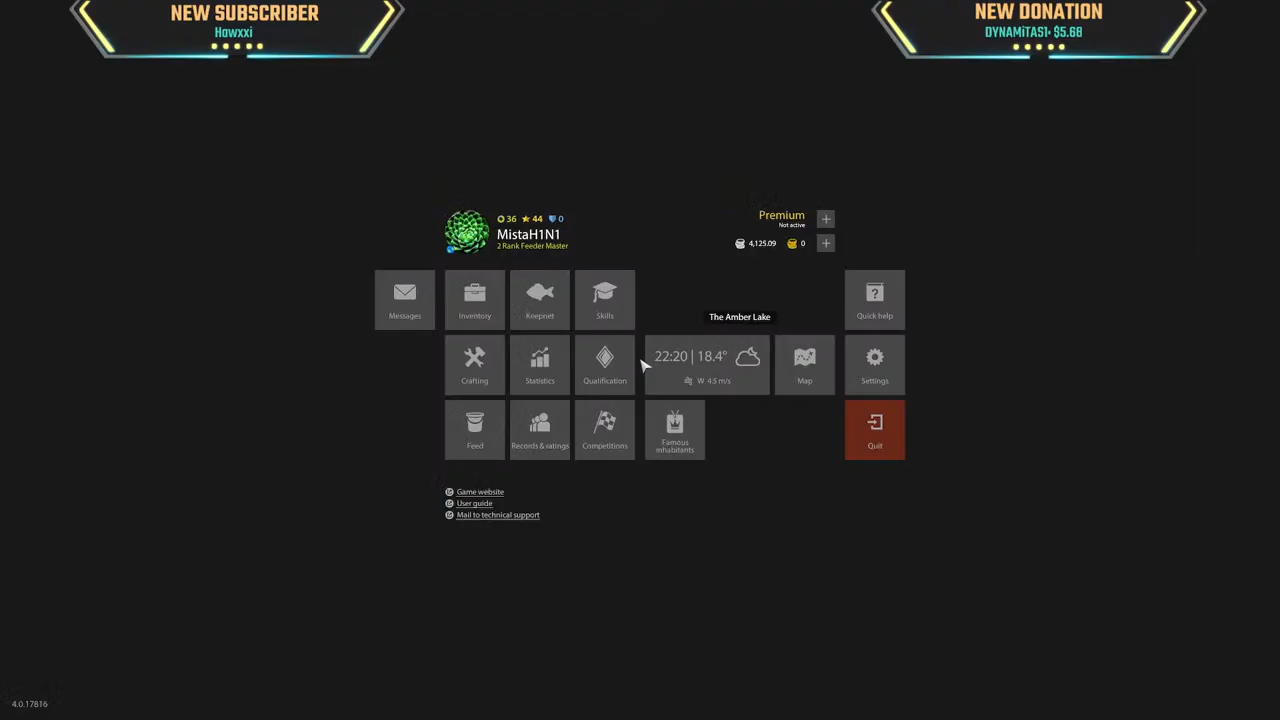 NEW SUBSCRIBER
Hawxxi
NEW DONATION
DYNAMiTAS1• $5.68
36 44 0
MistaH1N1
2 Rank Feeder Master
Premium
Not active
4,125.09 0
Messages
Inventory
Keepnet
Skills
The Amber Lake
Quick help
Crafting
Statistics
Qualification
22:20 | 18.4°
W 4.5 m/s
Map
Settings
Feed
Records & ratings
Competitions
Famous
inhabitants
Quit
Game website
User guide
Mail to technical support
4.0.17816